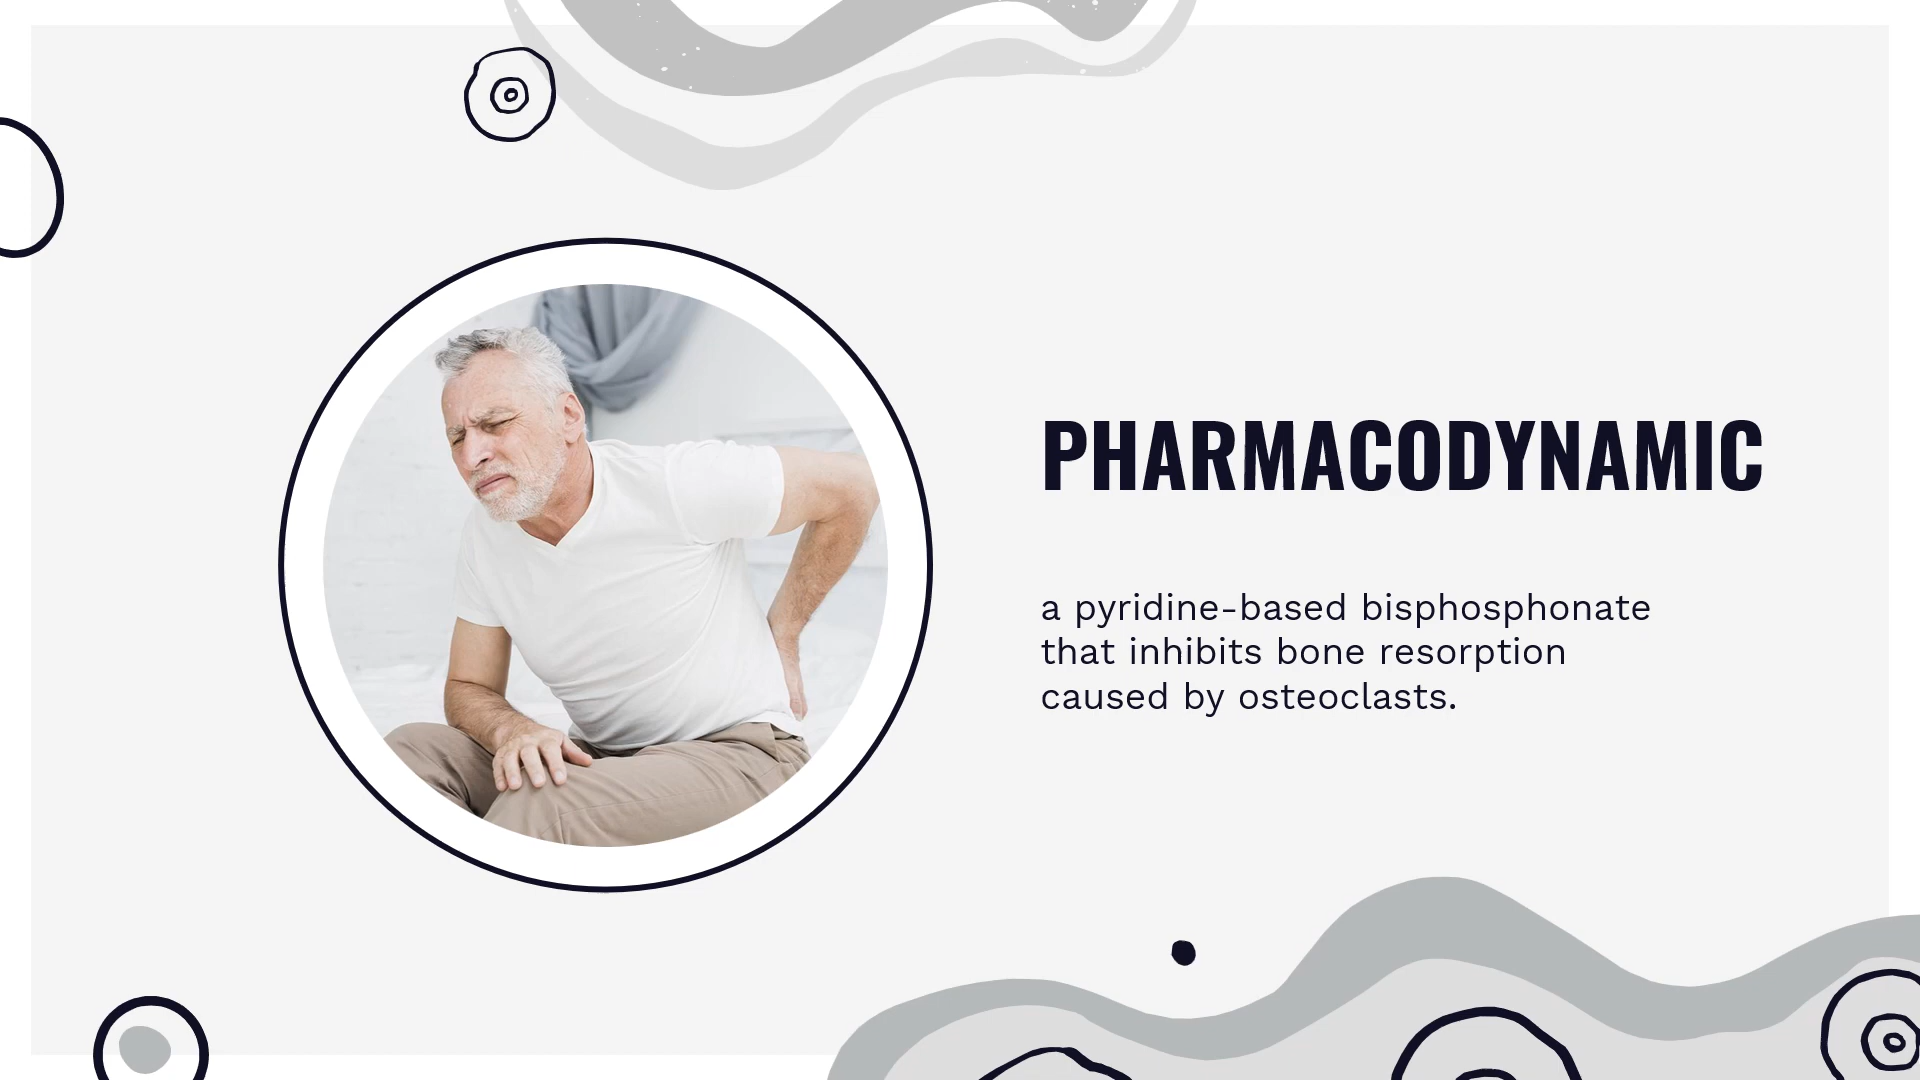 PHARMACODYNAMIC
a pyridine-based bisphosphonate
that inhibits bone resorption
caused by osteoclasts.